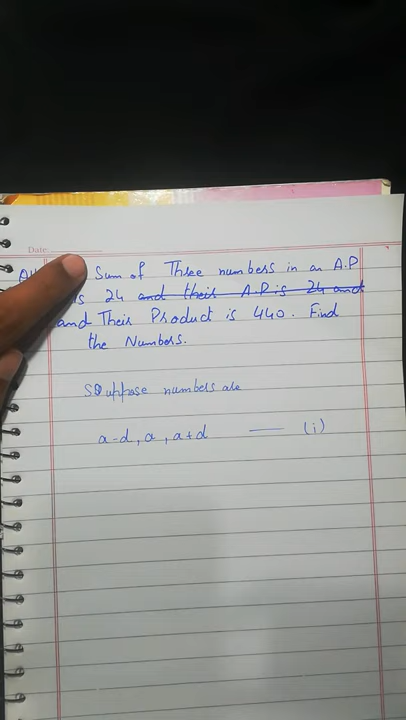 Date
Sum of Three numbers in an A.P
is 24 and their A.P is 24 and
and Their Product is 440. Find
the Numbers.
Suppose numbers are
a-d, a, a+d — (i)